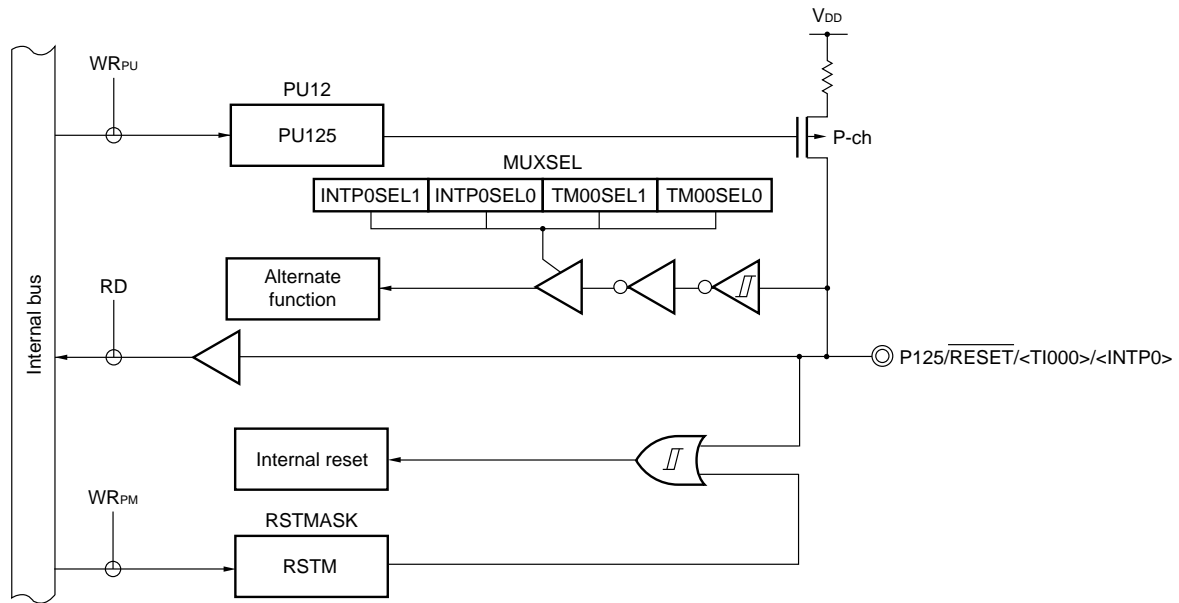 VDD
WRPU
PU12
PU125
P-ch
MUXSEL
INTP0SEL1 INTP0SEL0 TM00SEL1 TM00SEL0
Alternate
function
RD
Internal bus
P125/RESET/<TI000>/<INTP0>
Internal reset
WRPM
RSTMASK
RSTM